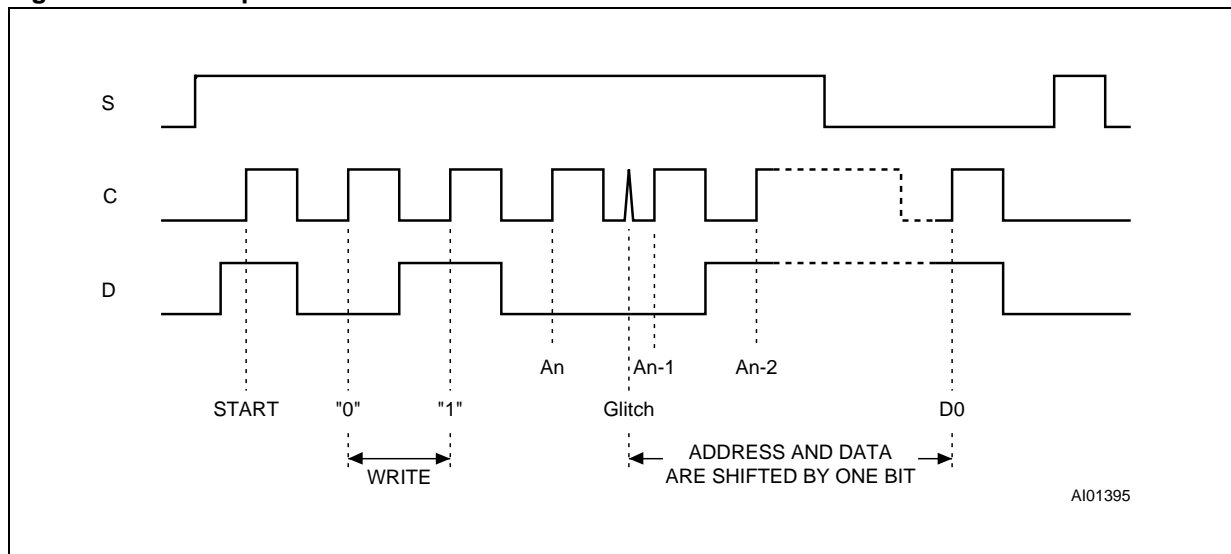 S
C
D
An
An-1
An-2
START
"0"
"1"
Glitch
D0
WRITE
ADDRESS AND DATA
ARE SHIFTED BY ONE BIT
AI01395